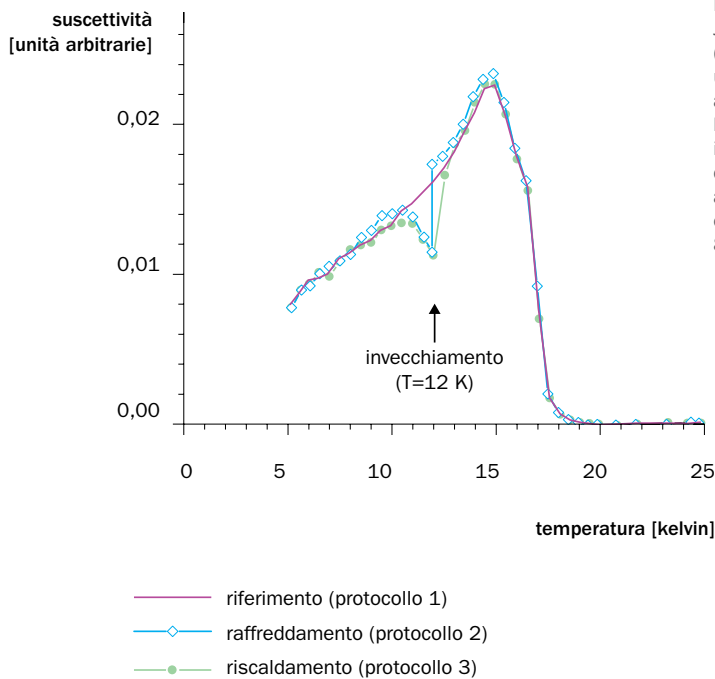 suscettività
[unità arbitrarie]
0,02
0,01
0,00
invecchiamento
(T=12 K)
0 5 10 15 20 25
temperatura [kelvin]
riferimento (protocollo 1)
raffreddamento (protocollo 2)
riscaldamento (protocollo 3)